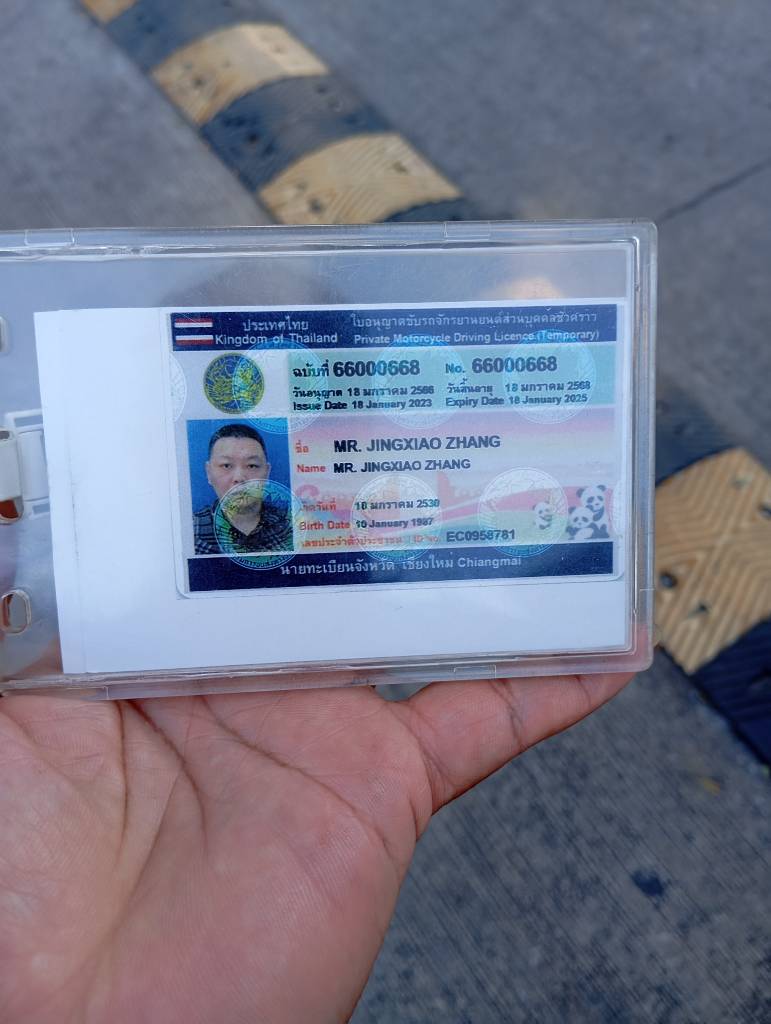 ประเทศไทย ใบอนุญาตขับรถจักรยานยนต์ส่วนบุคคลชั่วคราว
Kingdom of Thailand Private Motorcycle Driving Licence (Temporary)
ฉบับที่ 66000668 No. 66000668
วันอนุญาต 18 มกราคม 2566 วันสิ้นอายุ 18 มกราคม 2568
Issue Date 18 January 2023 Expiry Date 18 January 2025
ชื่อ MR. JINGXIAO ZHANG
Name MR. JINGXIAO ZHANG
เกิดวันที่ 10 มกราคม 2530
Birth Date 10 January 1987
เลขประจำตัวประชาชน ID No. EC0958781
นายทะเบียนจังหวัด เชียงใหม่ Chiangmai